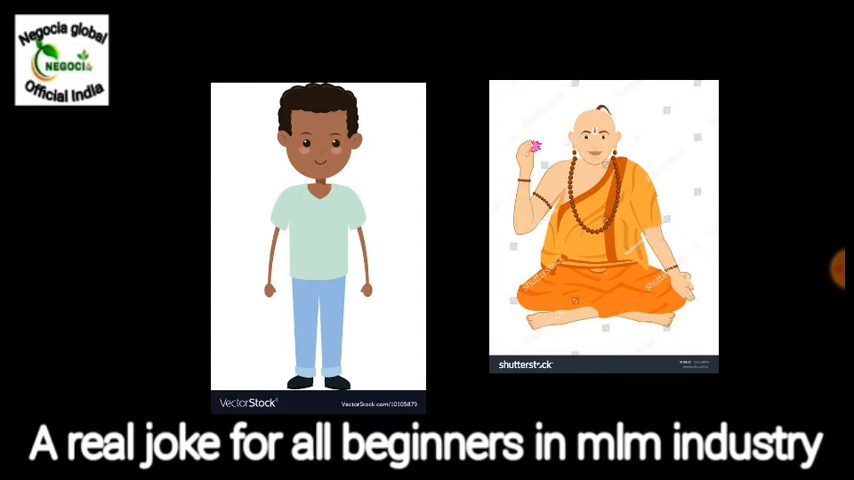 Negocia global
NEGOCIA
Official India
VectorStock®
VectorStock.com/10105879
shutterstock
A real joke for all beginners in mlm industry